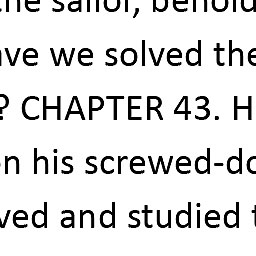 the sailor, behold
ave we solved the
? CHAPTER 43. H
n his screwed-do
ved and studied t